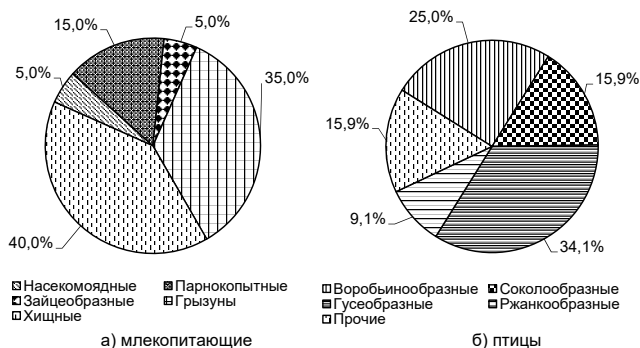 15,0%
5,0%
5,0%
35,0%
40,0%
Насекомоядные
Парнокопытные
Зайцеобразные
Грызуны
Хищные
а) млекопитающие
25,0%
15,9%
15,9%
9,1%
34,1%
Воробьинообразные
Соколообразные
Гусеобразные
Ржанкообразные
Прочие
б) птицы